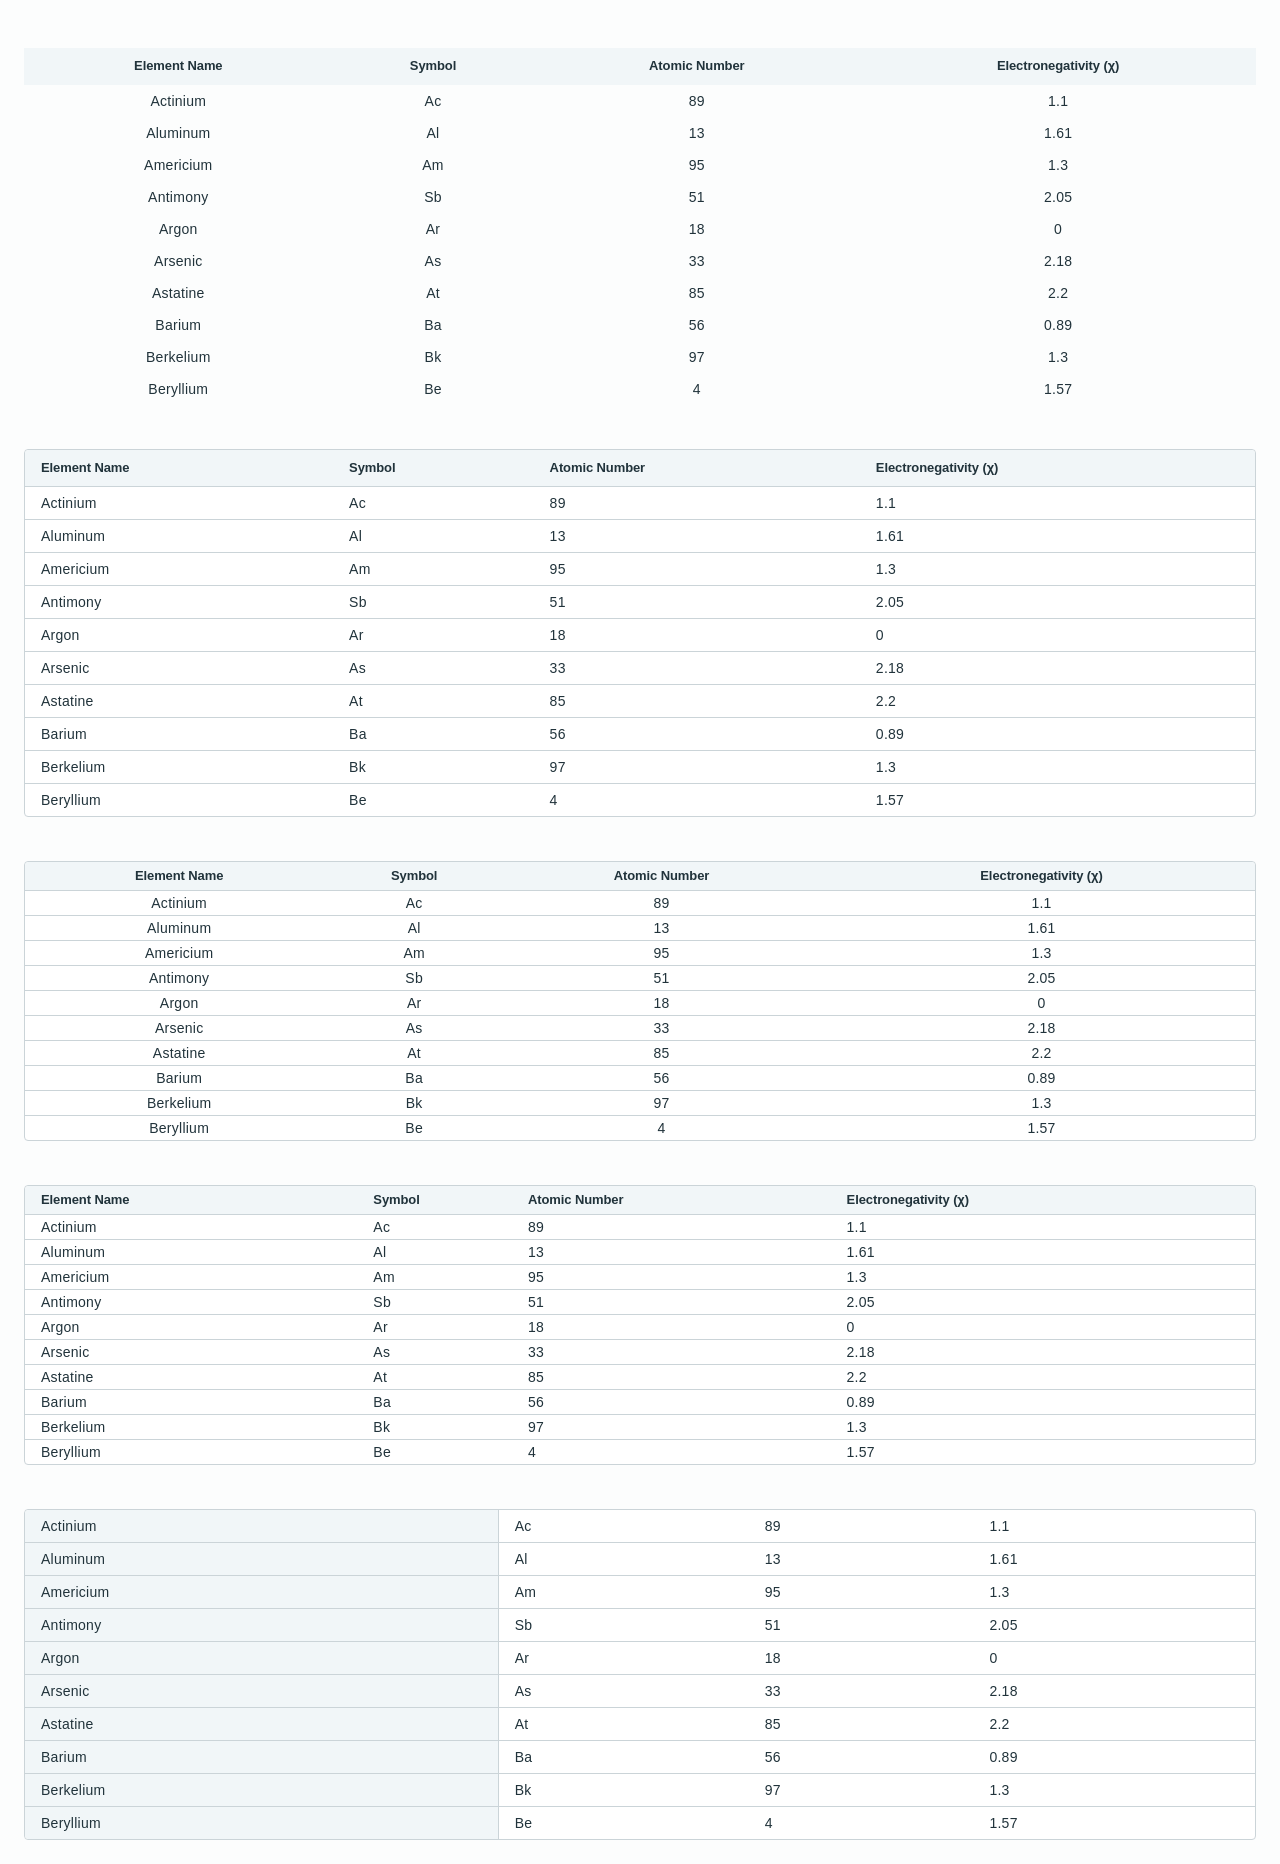 Element Name Symbol Atomic Number Electronegativity (χ)
Actinium Ac 89 1.1
Aluminum Al 13 1.61
Americium Am 95 1.3
Antimony Sb 51 2.05
Argon Ar 18 0
Arsenic As 33 2.18
Astatine At 85 2.2
Barium Ba 56 0.89
Berkelium Bk 97 1.3
Beryllium Be 4 1.57
Element Name Symbol Atomic Number Electronegativity (χ)
Actinium Ac 89 1.1
Aluminum Al 13 1.61
Americium Am 95 1.3
Antimony Sb 51 2.05
Argon Ar 18 0
Arsenic As 33 2.18
Astatine At 85 2.2
Barium Ba 56 0.89
Berkelium Bk 97 1.3
Beryllium Be 4 1.57
Element Name Symbol Atomic Number Electronegativity (χ)
Actinium Ac 89 1.1
Aluminum Al 13 1.61
Americium Am 95 1.3
Antimony Sb 51 2.05
Argon Ar 18 0
Arsenic As 33 2.18
Astatine At 85 2.2
Barium Ba 56 0.89
Berkelium Bk 97 1.3
Beryllium Be 4 1.57
Element Name Symbol Atomic Number Electronegativity (χ)
Actinium Ac 89 1.1
Aluminum Al 13 1.61
Americium Am 95 1.3
Antimony Sb 51 2.05
Argon Ar 18 0
Arsenic As 33 2.18
Astatine At 85 2.2
Barium Ba 56 0.89
Berkelium Bk 97 1.3
Beryllium Be 4 1.57
Actinium Ac 89 1.1
Aluminum Al 13 1.61
Americium Am 95 1.3
Antimony Sb 51 2.05
Argon Ar 18 0
Arsenic As 33 2.18
Astatine At 85 2.2
Barium Ba 56 0.89
Berkelium Bk 97 1.3
Beryllium Be 4 1.57